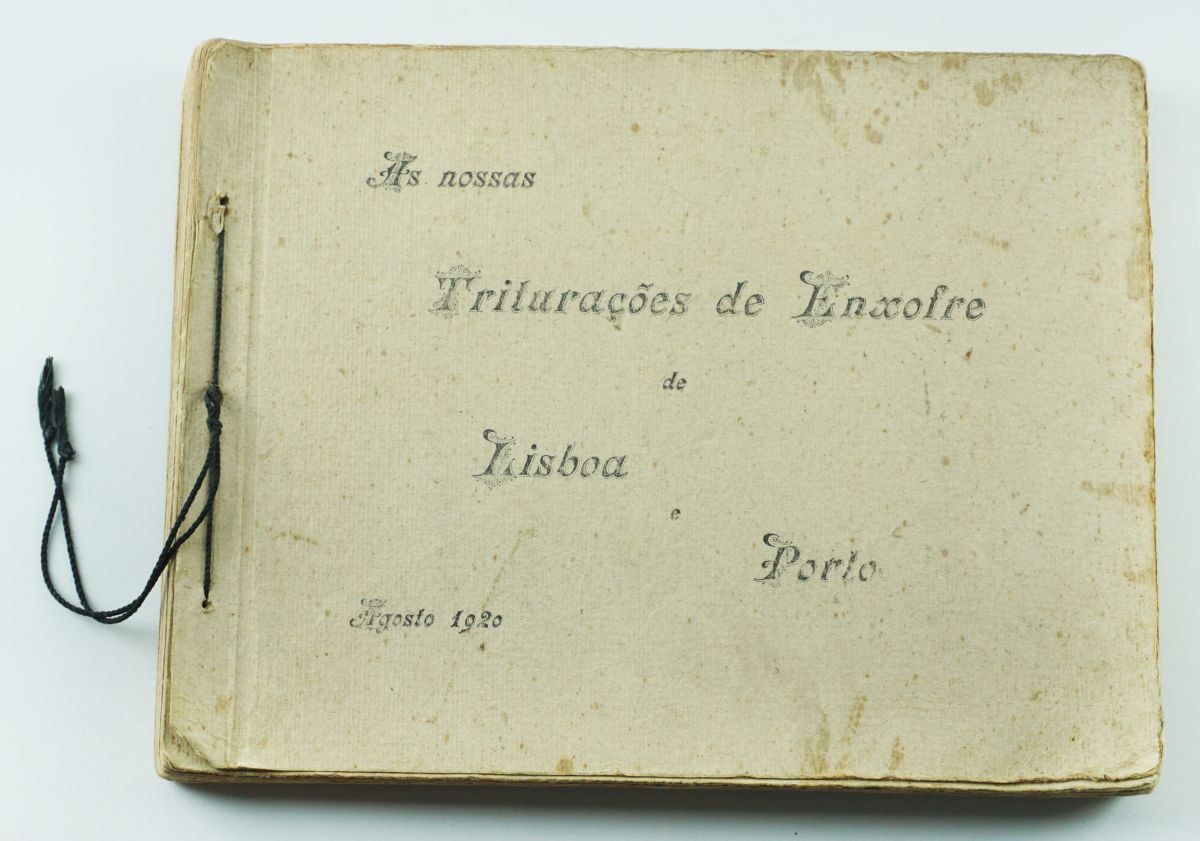 As nossas
Triturações de Enxofre
de
Lisboa
e
Porto
Agosto 1920